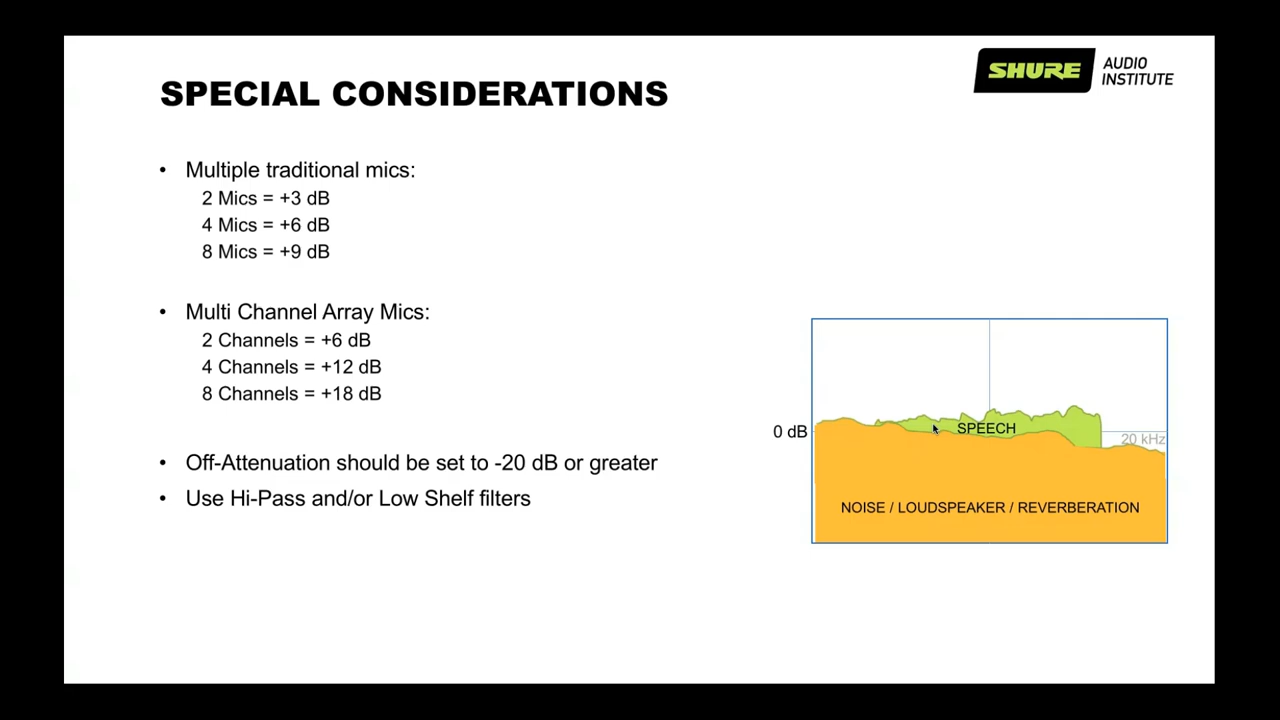 SPECIAL CONSIDERATIONS
SHURE
AUDIO
INSTITUTE
• Multiple traditional mics:
2 Mics = +3 dB
4 Mics = +6 dB
8 Mics = +9 dB
• Multi Channel Array Mics:
2 Channels = +6 dB
4 Channels = +12 dB
8 Channels = +18 dB
• Off-Attenuation should be set to -20 dB or greater
• Use Hi-Pass and/or Low Shelf filters
0 dB
SPEECH
20 kHz
NOISE / LOUDSPEAKER / REVERBERATION